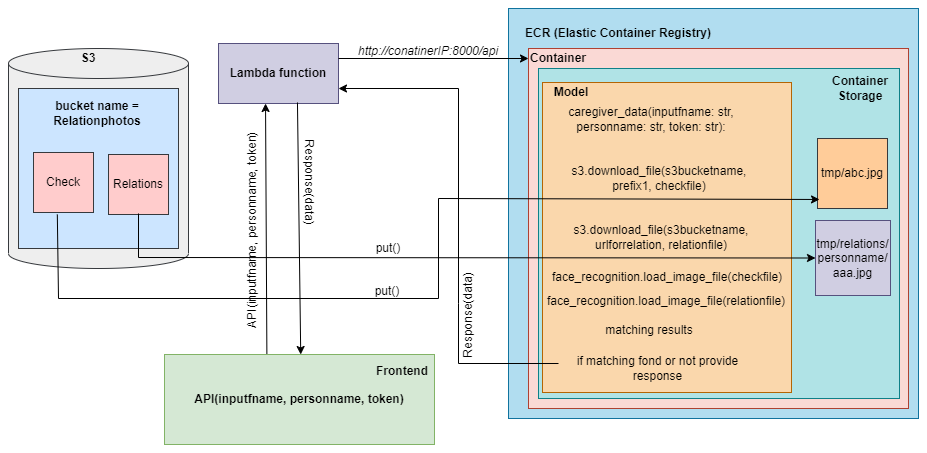 S3
bucket name =
Relationphotos
Check
Relations
Lambda function
http://conatinerIP:8000/api
API(inputfname, personname, token)
Response(data)
put()
put()
Response(data)
Frontend
API(inputfname, personname, token)
ECR (Elastic Container Registry)
Container
Container
Storage
Model
caregiver_data(inputfname: str,
personname: str, token: str):
s3.download_file(s3bucketname,
prefix1, checkfile)
s3.download_file(s3bucketname,
urlforrelation, relationfile)
face_recognition.load_image_file(checkfile)
face_recognition.load_image_file(relationfile)
matching results
if matching fond or not provide
response
tmp/abc.jpg
tmp/relations/
personname/
aaa.jpg